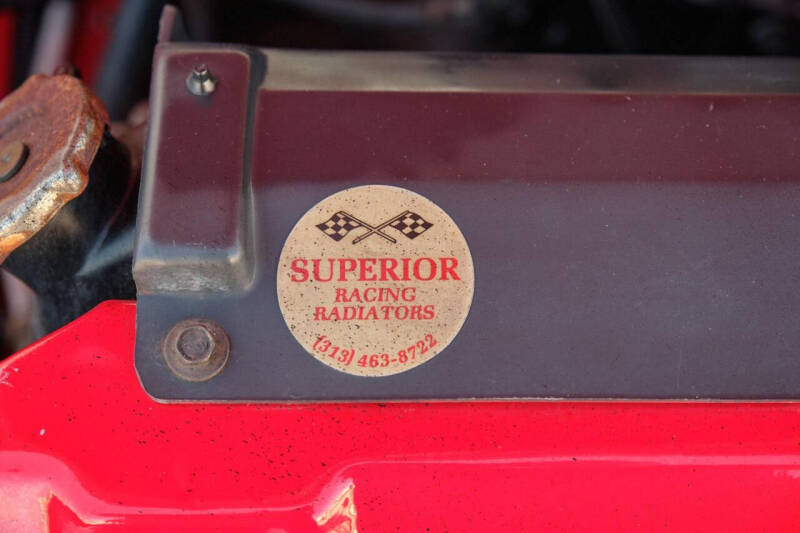 SUPERIOR
RACING
RADIATORS
(313) 463-8722